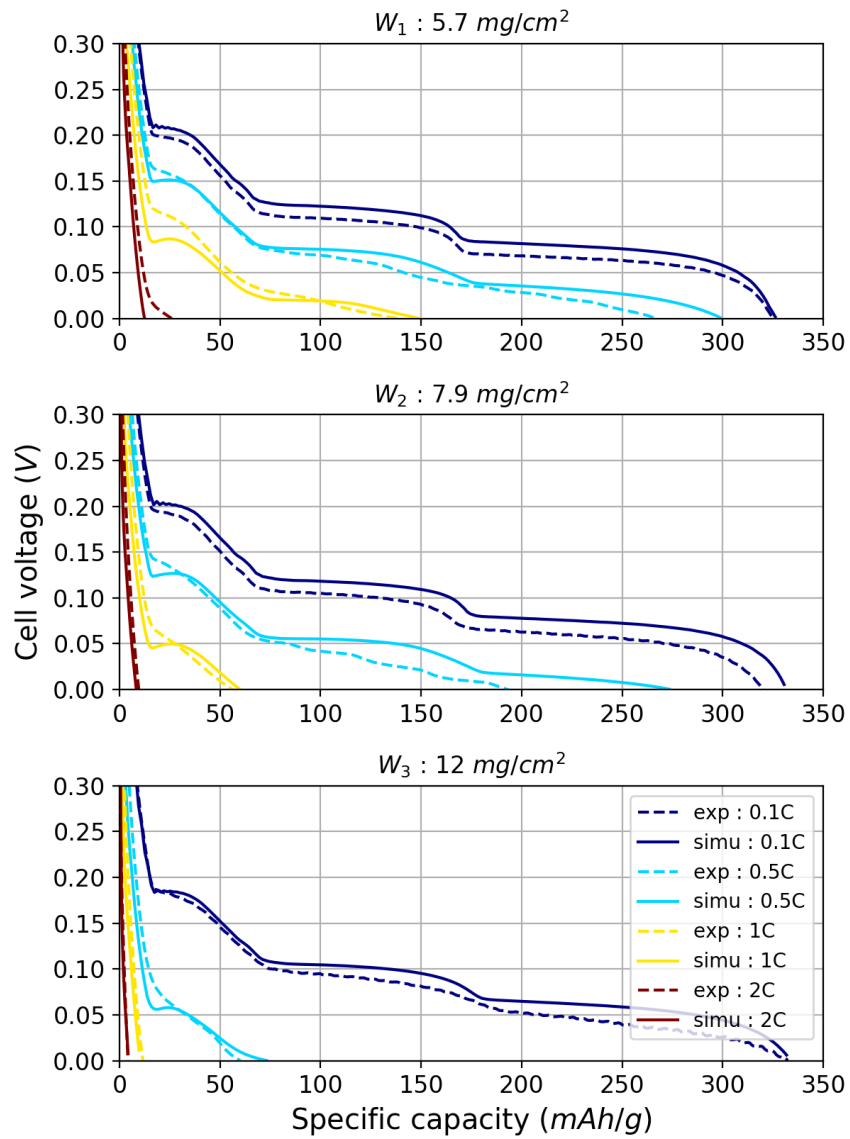 W₁ : 5.7 mg/cm²
0.30
0.25
0.20
0.15
0.10
0.05
0.00
0 50 100 150 200 250 300 350
W₂ : 7.9 mg/cm²
0.30
0.25
0.20
0.15
0.10
0.05
0.00
0 50 100 150 200 250 300 350
Cell voltage (V)
W₃ : 12 mg/cm²
0.30
0.25
0.20
0.15
0.10
0.05
0.00
0 50 100 150 200 250 300 350
exp : 0.1C
simu : 0.1C
exp : 0.5C
simu : 0.5C
exp : 1C
simu : 1C
exp : 2C
simu : 2C
Specific capacity (mAh/g)